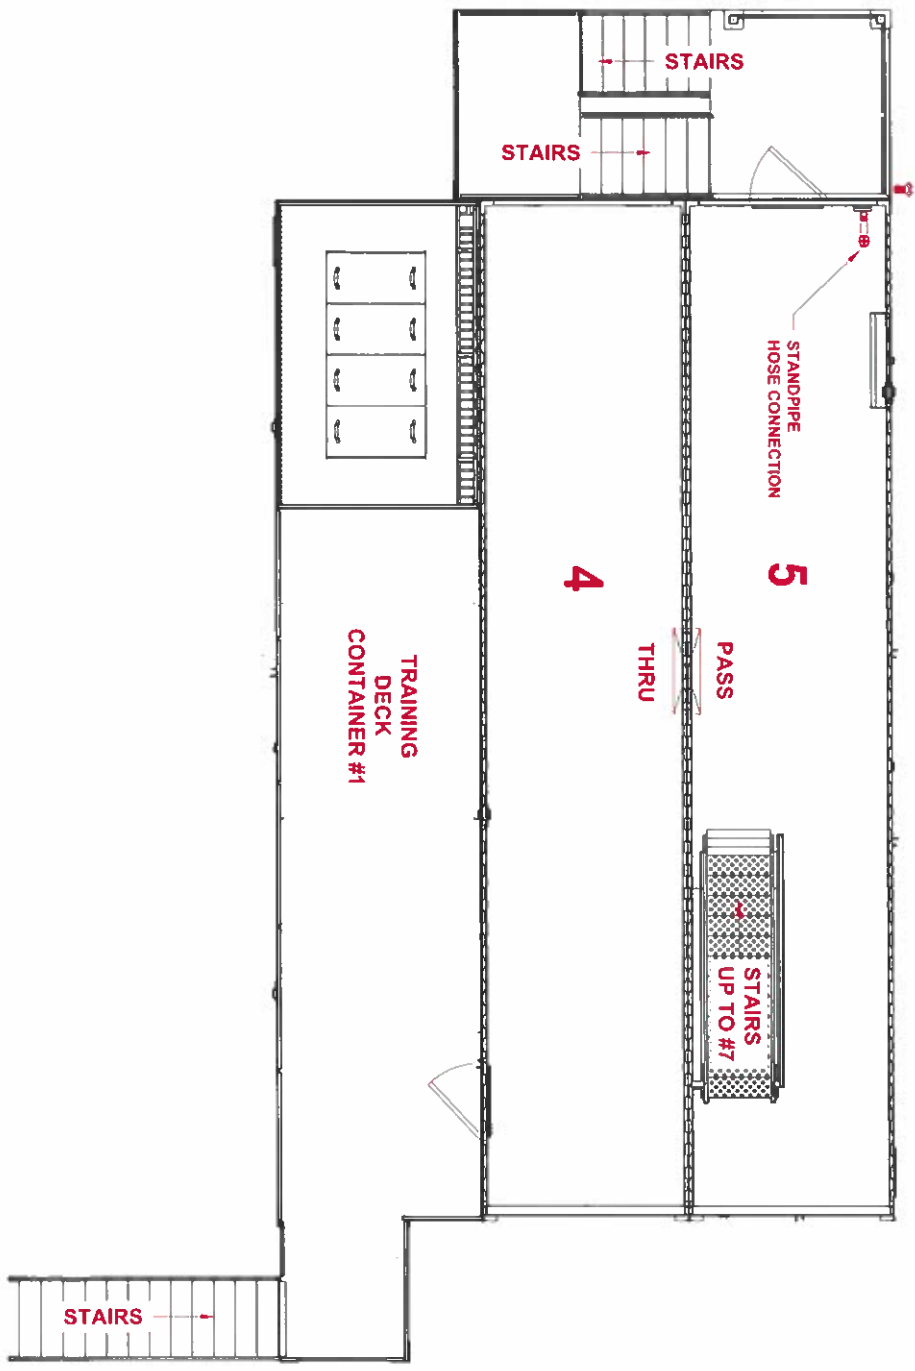 STAIRS
STAIRS
STANDPIPE
HOSE CONNECTION
5
4
PASS
THRU
TRAINING
DECK
CONTAINER #1
STAIRS
UP TO #7
STAIRS